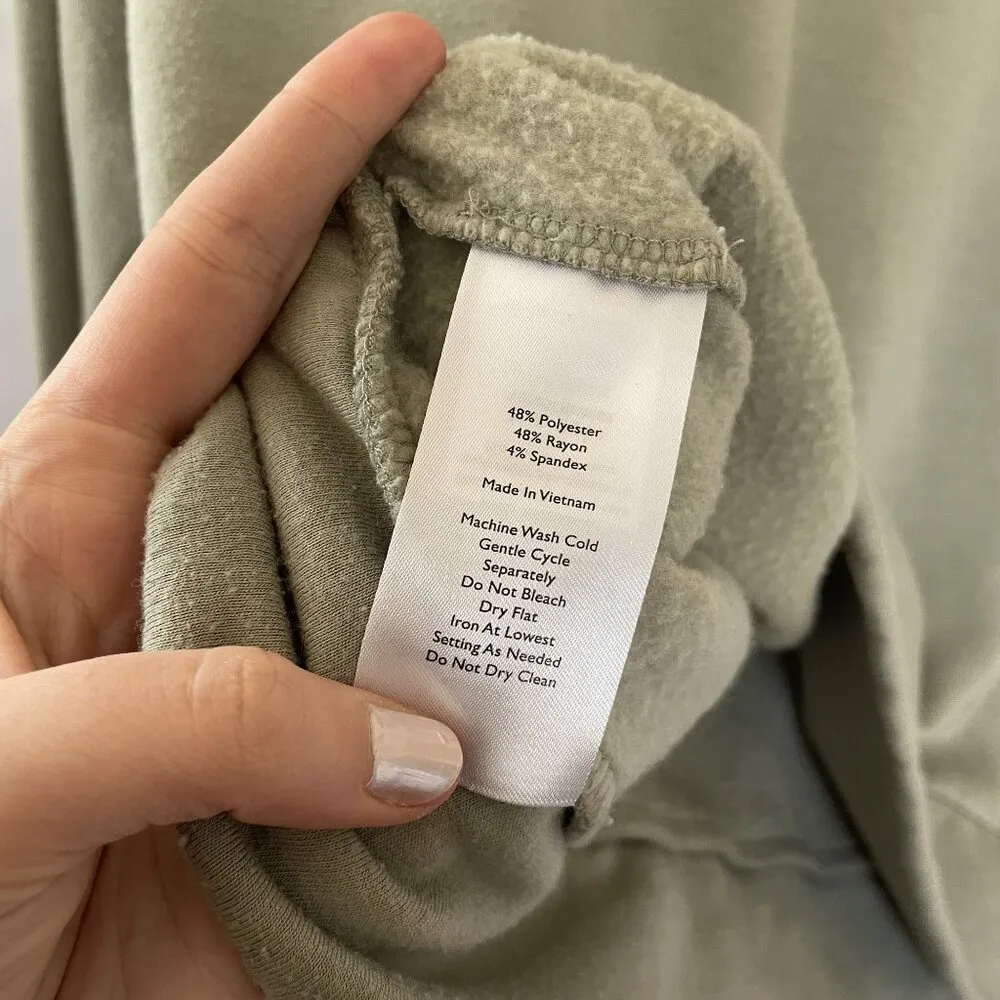 48% Polyester
48% Rayon
4% Spandex
Made In Vietnam
Machine Wash Cold
Gentle Cycle
Separately
Do Not Bleach
Dry Flat
Iron At Lowest
Setting As Needed
Do Not Dry Clean